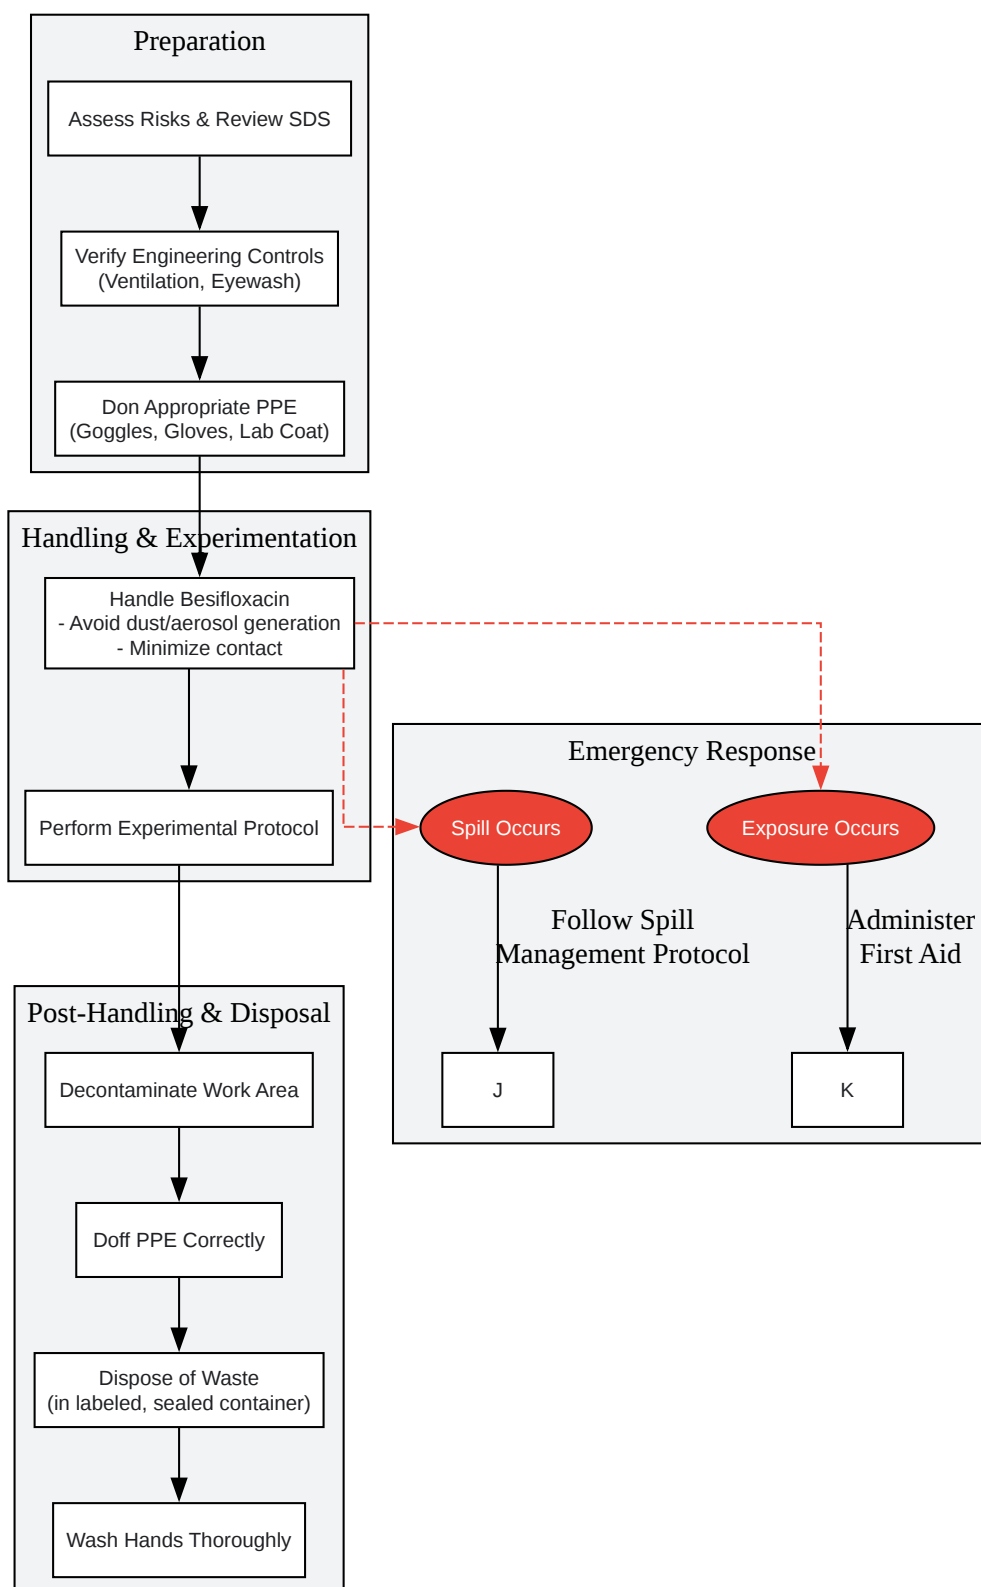 Preparation
Assess Risks & Review SDS
Verify Engineering Controls
(Ventilation, Eyewash)
Don Appropriate PPE
(Goggles, Gloves, Lab Coat)
Handling & Experimentation
Handle Besifloxacin
- Avoid dust/aerosol generation
- Minimize contact
Perform Experimental Protocol
Emergency Response
Spill Occurs
Exposure Occurs
Follow Spill
Management Protocol
Administer
First Aid
J
K
Post-Handling & Disposal
Decontaminate Work Area
Doff PPE Correctly
Dispose of Waste
(in labeled, sealed container)
Wash Hands Thoroughly